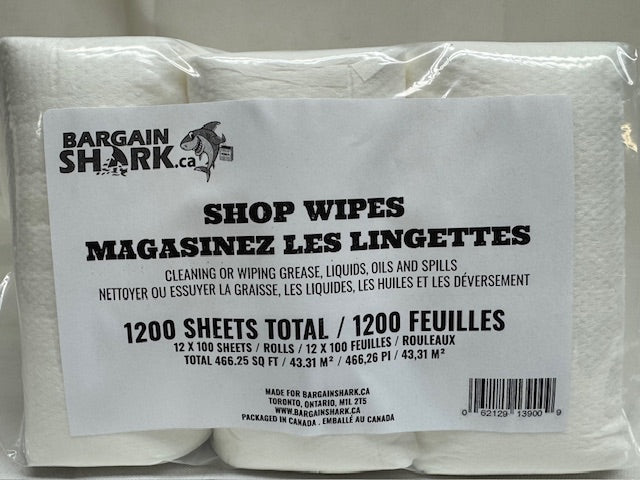 BARGAIN
SHARK.ca
SHOP WIPES
MAGASINEZ LES LINGETTES
CLEANING OR WIPING GREASE, LIQUIDS, OILS AND SPILLS
NETTOYER OU ESSUYER LA GRAISSE, LES LIQUIDES, LES HUILES ET LES DÉVERSEMENT
1200 SHEETS TOTAL / 1200 FEUILLES
12 X 100 SHEETS / ROLLS / 12 X 100 FEUILLES / ROULEAUX
TOTAL 466.25 SQ FT / 43.31 M² / 466,26 PI / 43,31 M²
MADE FOR BARGAINSHARK.CA
TORONTO, ONTARIO, M1L 2T5
WWW.BARGAINSHARK.CA
PACKAGED IN CANADA . EMBALLÉ AU CANADA
0 62129 13900 9